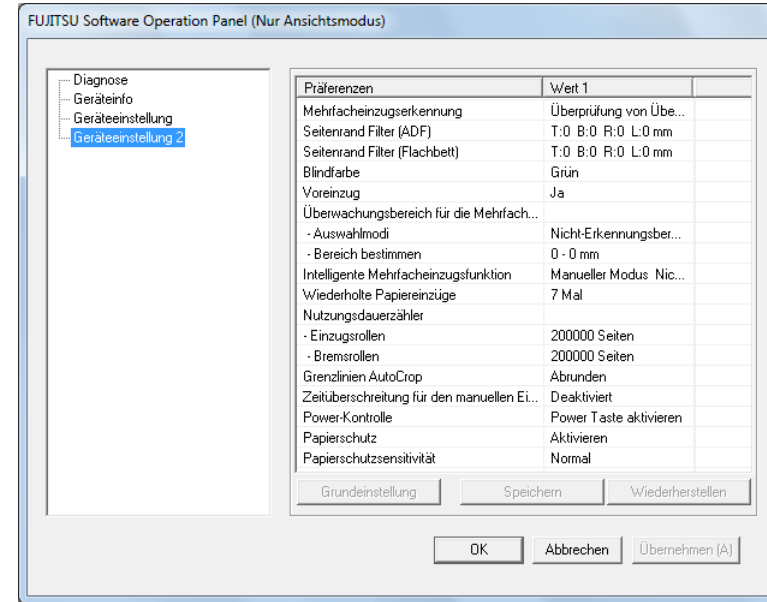 FUJITSU Software Operation Panel (Nur Ansichtsmodus)
Diagnose
Geräteinfo
Geräteeinstellung
Geräteeinstellung 2
Präferenzen Wert 1
Mehrfacheinzugserkennung Überprüfung von Übe...
Seitenrand Filter (ADF) T:0 B:0 R:0 L:0 mm
Seitenrand Filter (Flachbett) T:0 B:0 R:0 L:0 mm
Blindfarbe Grün
Voreinzug Ja
Überwachungsbereich für die Mehrfach...
- Auswahlmodi Nicht-Erkennungsber...
- Bereich bestimmen 0 - 0 mm
Intelligente Mehrfacheinzugsfunktion Manueller Modus Nic...
Wiederholte Papiereinzüge 7 Mal
Nutzungsdauerzähler
- Einzugsrollen 200000 Seiten
- Bremsrollen 200000 Seiten
Grenzlinien AutoCrop Abrunden
Zeitüberschreitung für den manuellen Ei... Deaktiviert
Power-Kontrolle Power Taste aktivieren
Papierschutz Aktivieren
Papierschutzsensitivität Normal
Grundeinstellung Speichern Wiederherstellen
OK Abbrechen Übernehmen (A)